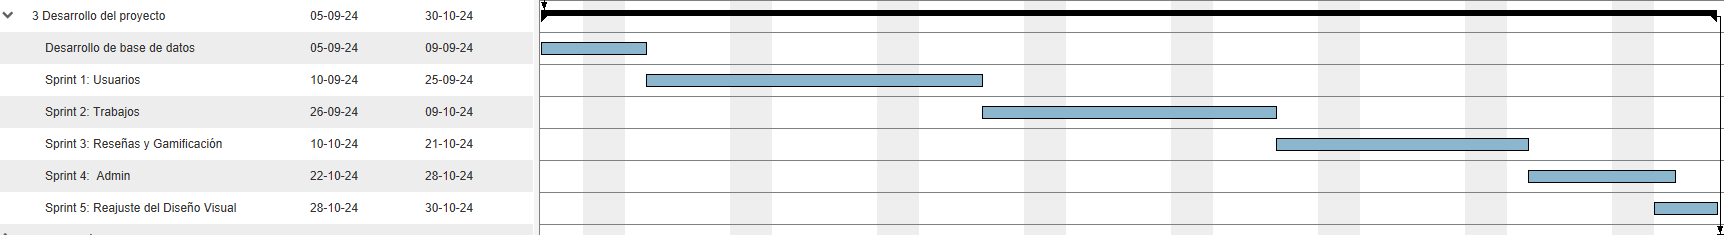 3 Desarrollo del proyecto 05-09-24 30-10-24
Desarrollo de base de datos 05-09-24 09-09-24
Sprint 1: Usuarios 10-09-24 25-09-24
Sprint 2: Trabajos 26-09-24 09-10-24
Sprint 3: Reseñas y Gamificación 10-10-24 21-10-24
Sprint 4:  Admin 22-10-24 28-10-24
Sprint 5: Reajuste del Diseño Visual 28-10-24 30-10-24